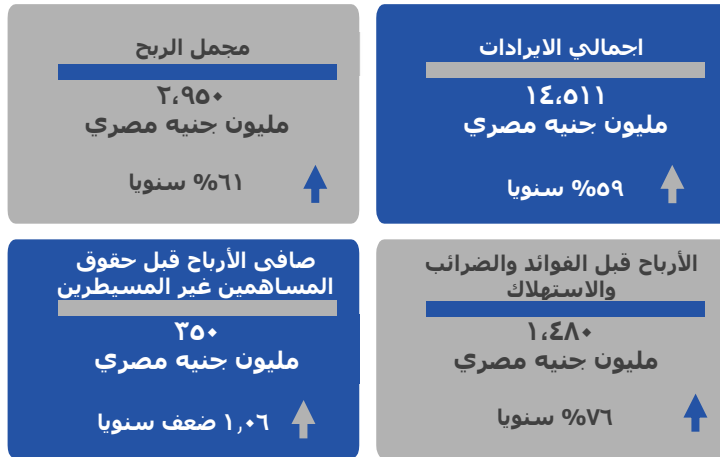 اجمالي الايرادات
١٤،٥١١
مليون جنيه مصري
٥٩% سنويا
مجمل الربح
٢،٩٥٠
مليون جنيه مصري
٦١% سنويا
الأرباح قبل الفوائد والضرائب
والاستهلاك
١،٤٨٠
مليون جنيه مصري
٧٦% سنويا
صافى الأرباح قبل حقوق
المساهمين غير المسيطرين
٣٥٠
مليون جنيه مصري
١,٠٦ ضعف سنويا